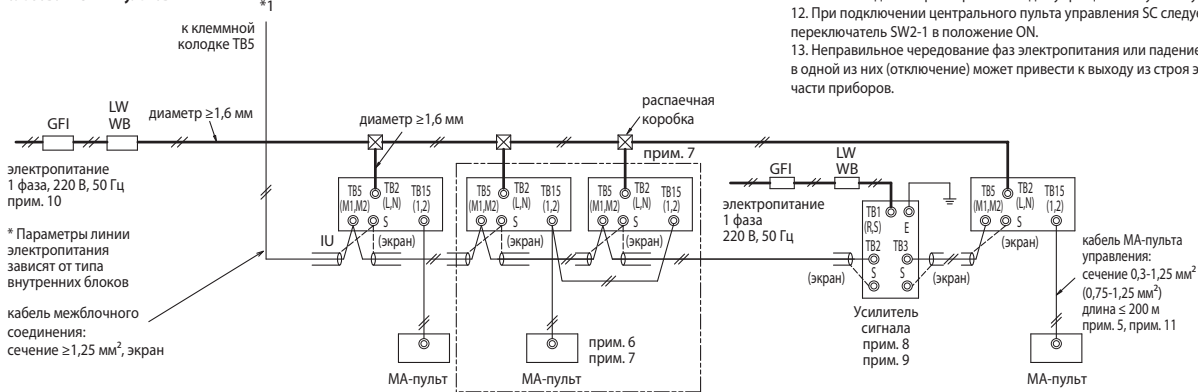 *1
12. При подключении центрального пульта управления SC следуе
переключатель SW2-1 в положение ON.
13. Неправильное чередование фаз электропитания или падение
в одной из них (отключение) может привести к выходу из строя э
части приборов.
к клеммной
колодке TB5
GFI
LW
WB
диаметр ≥1,6 мм
диаметр ≥1,6 мм
распаечная
коробка
прим. 7
электропитание
1 фаза, 220 В, 50 Гц
прим. 10
* Параметры линии
электропитания
зависят от типа
внутренних блоков
кабель межблочного
соединения:
сечение ≥1,25 мм², экран
IU
TB5
(M1,M2)
TB2
(L,N)
TB15
(1,2)
S
(экран)
MA-пульт
TB5
(M1,M2)
TB2
(L,N)
TB15
(1,2)
S
(экран)
MA-пульт
прим. 6
прим. 7
TB5
(M1,M2)
TB2
(L,N)
TB15
(1,2)
S
(экран)
GFI
LW
WB
электропитание
1 фаза
220 В, 50 Гц
TB1
(R,S)
E
TB2
TB3
S
S
(экран)
(экран)
Усилитель
сигнала
прим. 8
прим. 9
TB5
(M1,M2)
TB2
(L,N)
TB15
(1,2)
S
(экран)
кабель MA-пульта
управления:
сечение 0,3-1,25 мм²
(0,75-1,25 мм²)
длина ≤ 200 м
прим. 5, прим. 11
MA-пульт